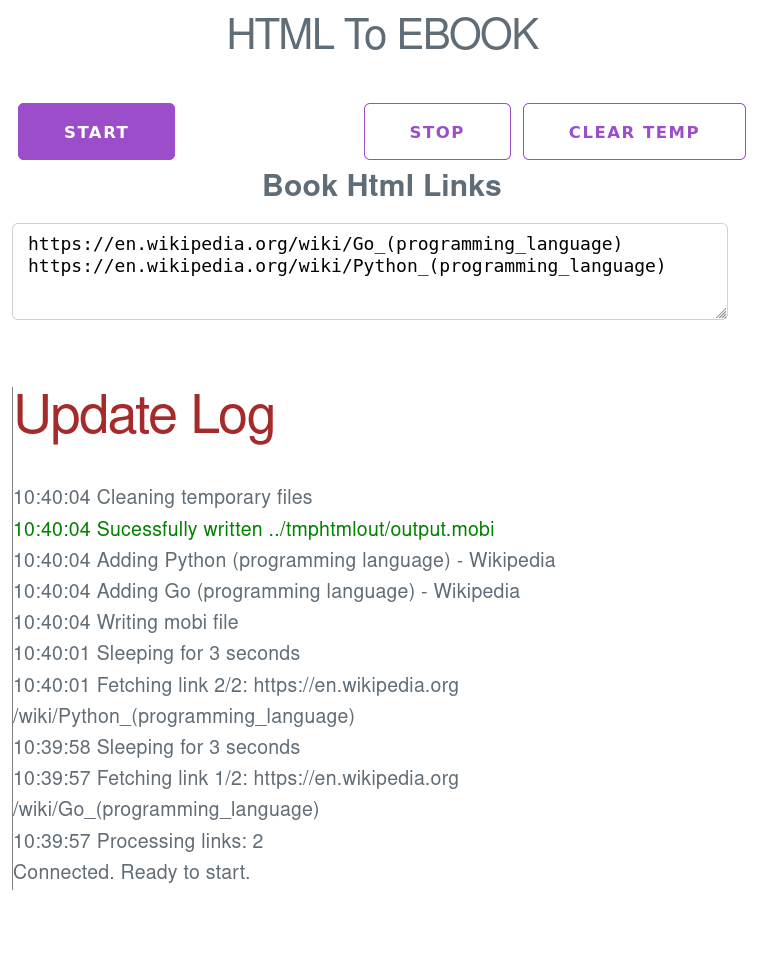 HTML To EBOOK
START
STOP
CLEAR TEMP
Book Html Links
https://en.wikipedia.org/wiki/Go_(programming_language)
https://en.wikipedia.org/wiki/Python_(programming_language)
Update Log
10:40:04 Cleaning temporary files
10:40:04 Sucessfully written ../tmphtmlout/output.mobi
10:40:04 Adding Python (programming language) - Wikipedia
10:40:04 Adding Go (programming language) - Wikipedia
10:40:04 Writing mobi file
10:40:01 Sleeping for 3 seconds
10:40:01 Fetching link 2/2: https://en.wikipedia.org
/wiki/Python_(programming_language)
10:39:58 Sleeping for 3 seconds
10:39:57 Fetching link 1/2: https://en.wikipedia.org
/wiki/Go_(programming_language)
10:39:57 Processing links: 2
Connected. Ready to start.